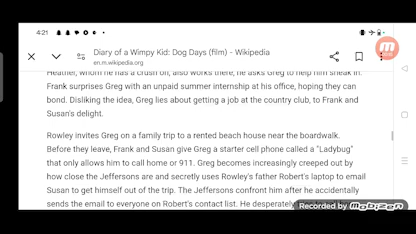 4:21
Diary of a Wimpy Kid: Dog Days (film) - Wikipedia
en.m.wikipedia.org
Heather, whom he has a crush on, also works there, he asks Greg to help him sneak in.
Frank surprises Greg with an unpaid summer internship at his office, hoping they can
bond. Disliking the idea, Greg lies about getting a job at the country club, to Frank and
Susan's delight.
Rowley invites Greg on a family trip to a rented beach house near the boardwalk.
Before they leave, Frank and Susan give Greg a starter cell phone called a "Ladybug"
that only allows him to call home or 911. Greg becomes increasingly creeped out by
how close the Jeffersons are and secretly uses Rowley's father Robert's laptop to email
Susan to get himself out of the trip. The Jeffersons confront him after he accidentally
sends the email to everyone on Robert's contact list. He desperately
Recorded by Mobizen